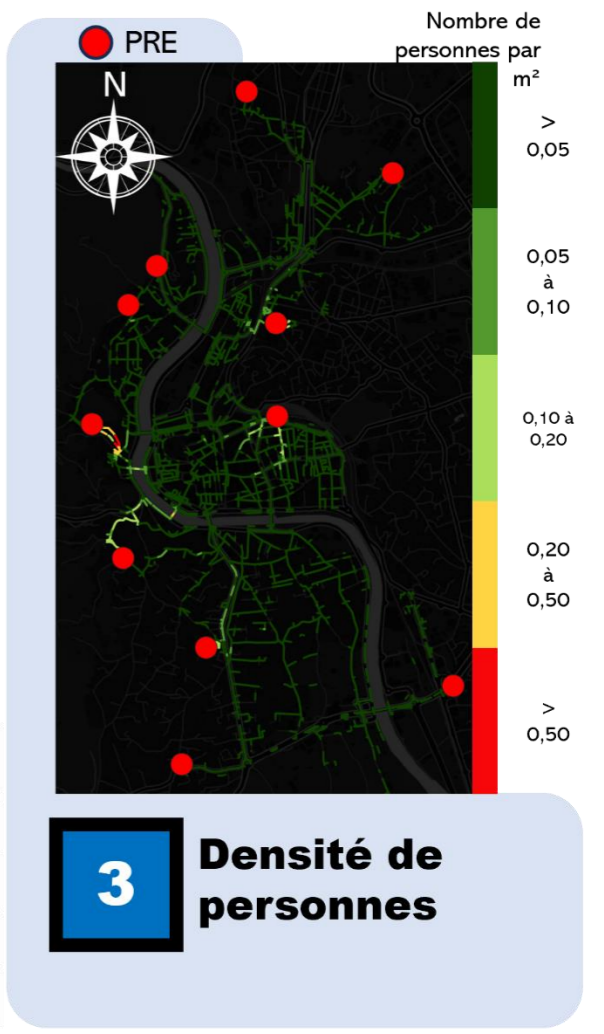 PRE
Nombre de
personnes par
m²
N
>
0,05
0,05
à
0,10
0,10 à
0,20
0,20
à
0,50
>
0,50
3
Densité de
personnes